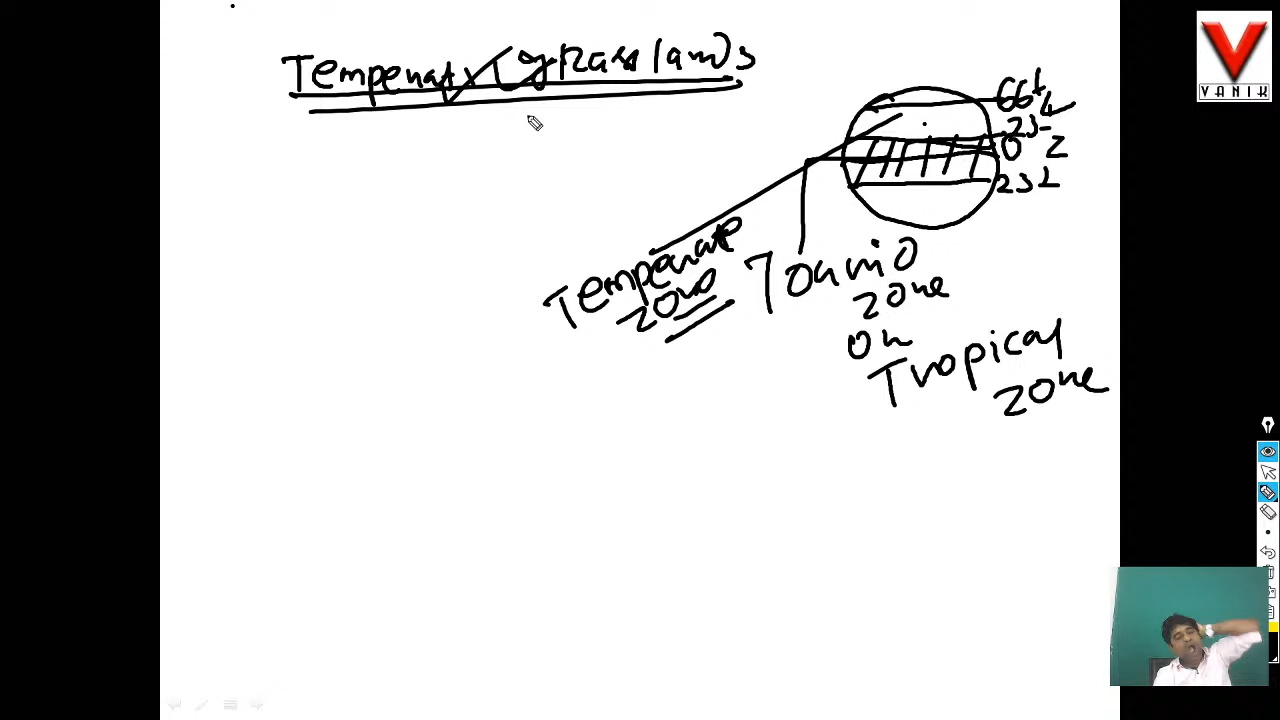 Temperate grasslands
66½
23½
0
23½
Temperate
zone
Torrid
zone
or
Tropical
zone
VANIK